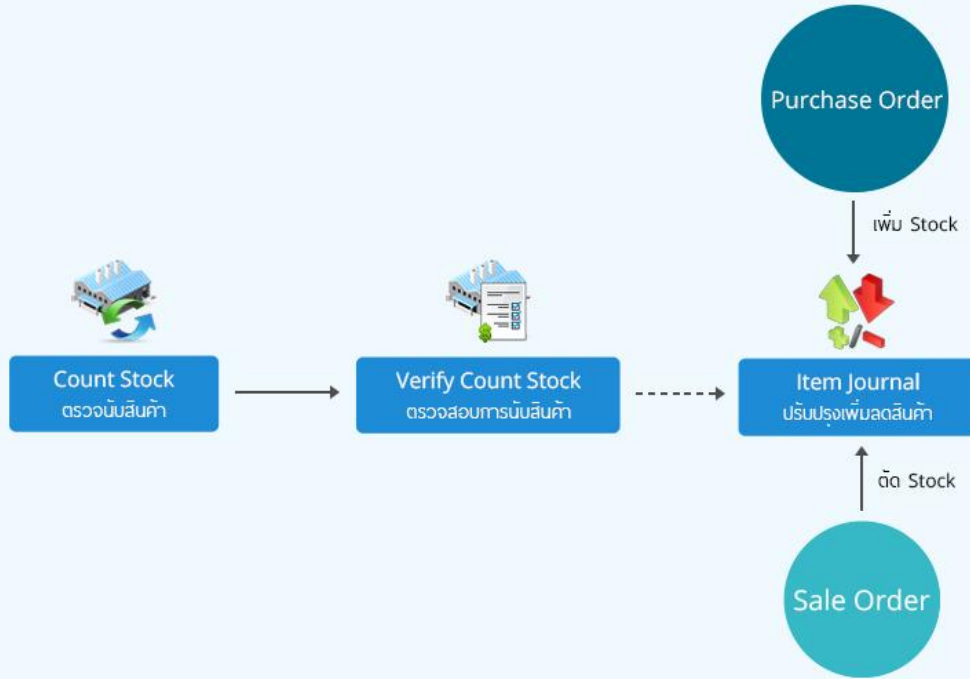 Purchase Order
เพิ่ม Stock
Count Stock
ตรวจนับสินค้า
Verify Count Stock
ตรวจสอบการนับสินค้า
Item Journal
ปรับปรุงเพิ่มลดสินค้า
ตัด Stock
Sale Order